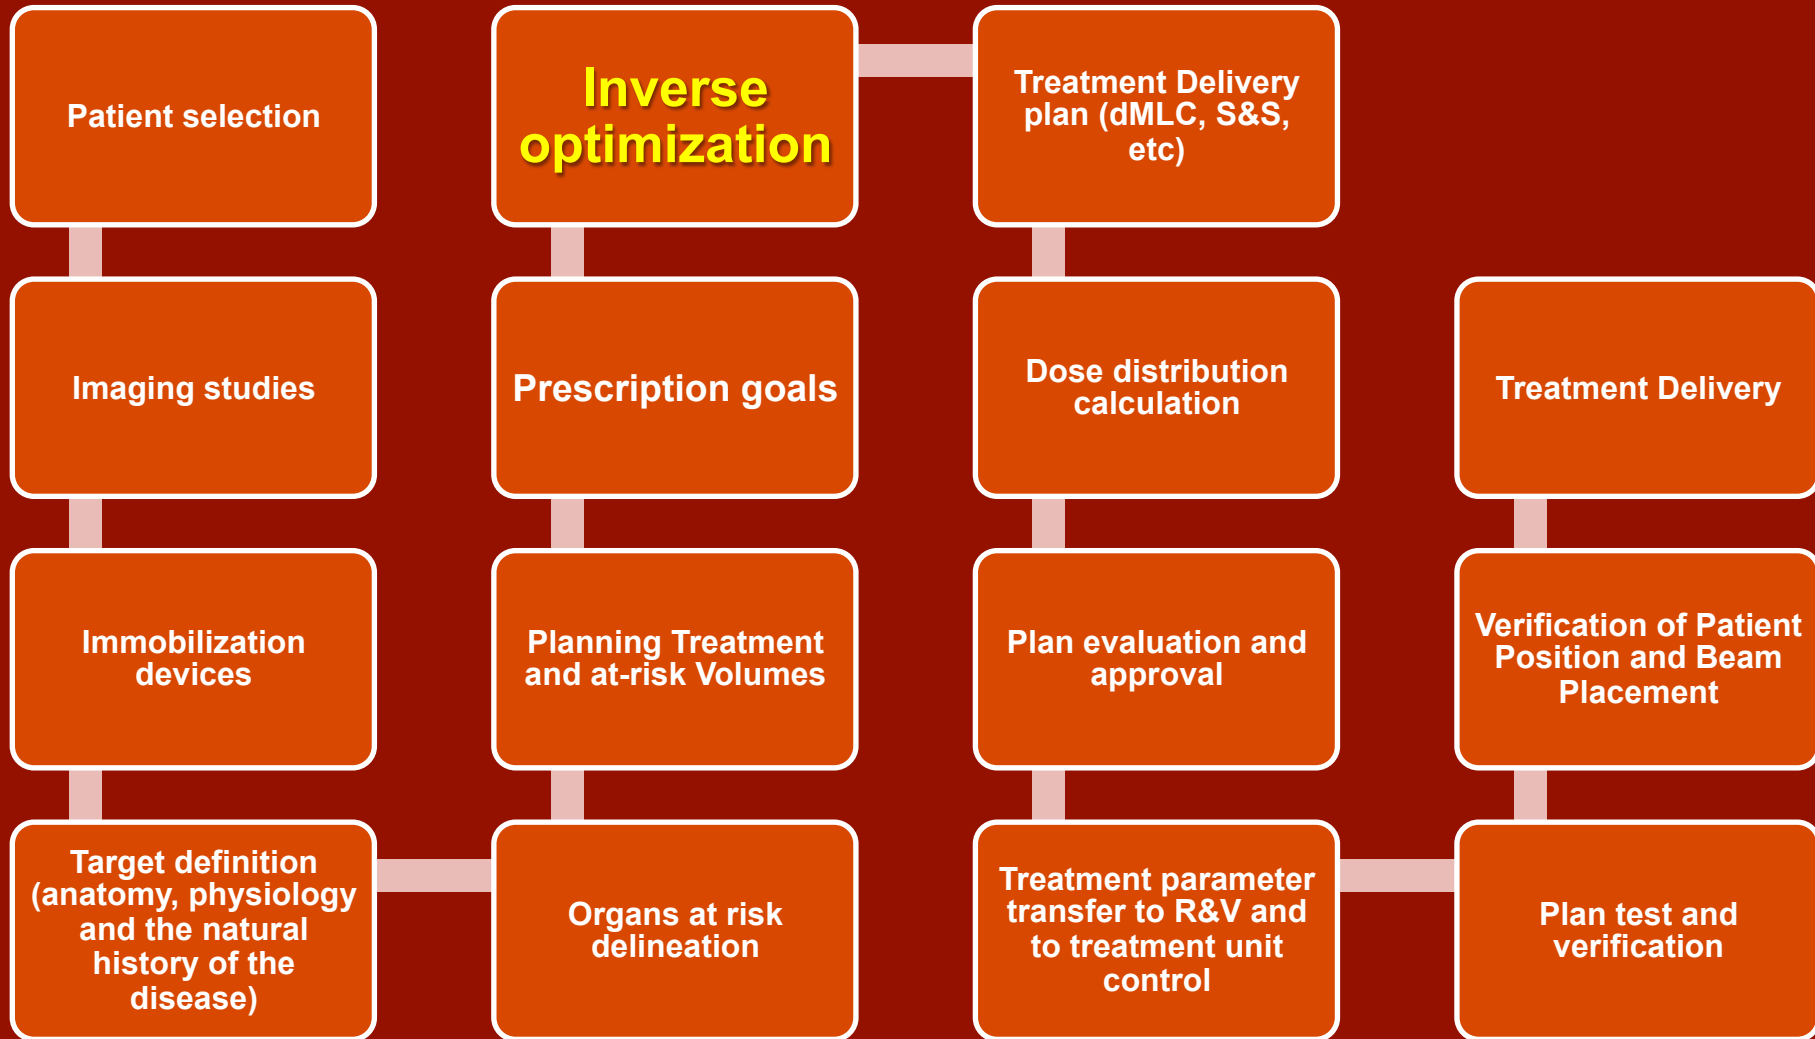 Patient selection
Imaging studies
Immobilization
devices
Target definition
(anatomy, physiology
and the natural
history of the
disease)
Organs at risk
delineation
Planning Treatment
and at-risk Volumes
Prescription goals
Inverse
optimization
Treatment Delivery
plan (dMLC, S&S,
etc)
Dose distribution
calculation
Plan evaluation and
approval
Treatment parameter
transfer to R&V and
to treatment unit
control
Plan test and
verification
Verification of Patient
Position and Beam
Placement
Treatment Delivery